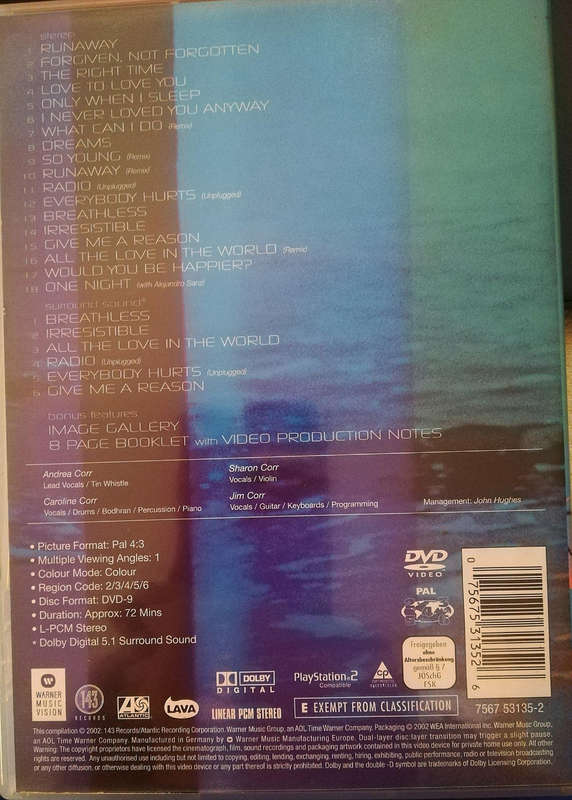 stereo
1 RUNAWAY
2 FORGIVEN, NOT FORGOTTEN
3 THE RIGHT TIME
4 LOVE TO LOVE YOU
5 ONLY WHEN I SLEEP
6 I NEVER LOVED YOU ANYWAY
7 WHAT CAN I DO (Remix)
8 DREAMS
9 SO YOUNG (Remix)
10 RUNAWAY (Remix)
11 RADIO (Unplugged)
12 EVERYBODY HURTS (Unplugged)
13 BREATHLESS
14 IRRESISTIBLE
15 GIVE ME A REASON
16 ALL THE LOVE IN THE WORLD (Remix)
17 WOULD YOU BE HAPPIER?
18 ONE NIGHT (with Alejandro Sanz)
surround sound*
1 BREATHLESS
2 IRRESISTIBLE
3 ALL THE LOVE IN THE WORLD
4 RADIO (Unplugged)
5 EVERYBODY HURTS (Unplugged)
6 GIVE ME A REASON
bonus features
IMAGE GALLERY
8 PAGE BOOKLET with VIDEO PRODUCTION NOTES
Andrea Corr
Lead Vocals / Tin Whistle
Sharon Corr
Vocals / Violin
Caroline Corr
Vocals / Drums / Bodhran / Percussion / Piano
Jim Corr
Vocals / Guitar / Keyboards / Programming
Management: John Hughes
• Picture Format: Pal 4:3
• Multiple Viewing Angles: 1
• Colour Mode: Colour
• Region Code: 2/3/4/5/6
• Disc Format: DVD-9
• Duration: Approx: 72 Mins
• L-PCM Stereo
• Dolby Digital 5.1 Surround Sound
DVD
VIDEO
PAL
0 75675 31352 6
Freigegeben
ohne
Altersbeschränkung
gemäß § 7
JÖSchG
FSK
WARNER
MUSIC
VISION
143
RECORDS
ATLANTIC
LAVA
DOLBY
DIGITAL
LINEAR PCM STEREO
PlayStation 2
Compatible
E EXEMPT FROM CLASSIFICATION
7567 53135-2
This compilation © 2002. 143 Records/Atlantic Recording Corporation. Warner Music Group, an AOL Time Warner Company. Packaging © 2002 WEA International Inc. Warner Music Group,
an AOL Time Warner Company. Manufactured in Germany by Warner Music Manufacturing Europe. Dual-layer disc: layer transition may trigger a slight pause.
Warning: The copyright proprietors have licensed the cinematograph, film, sound recordings and packaging artwork contained in this video device for private home use only. All other
rights are reserved. Any unauthorised use including but not limited to copying, editing, lending, exchanging, renting, hiring, exhibiting, public performance, radio or television broadcasting
or any other diffusion, or otherwise dealing with this video device or any part thereof is strictly prohibited. Dolby and the double-D symbol are trademarks of Dolby Licensing Corporation.